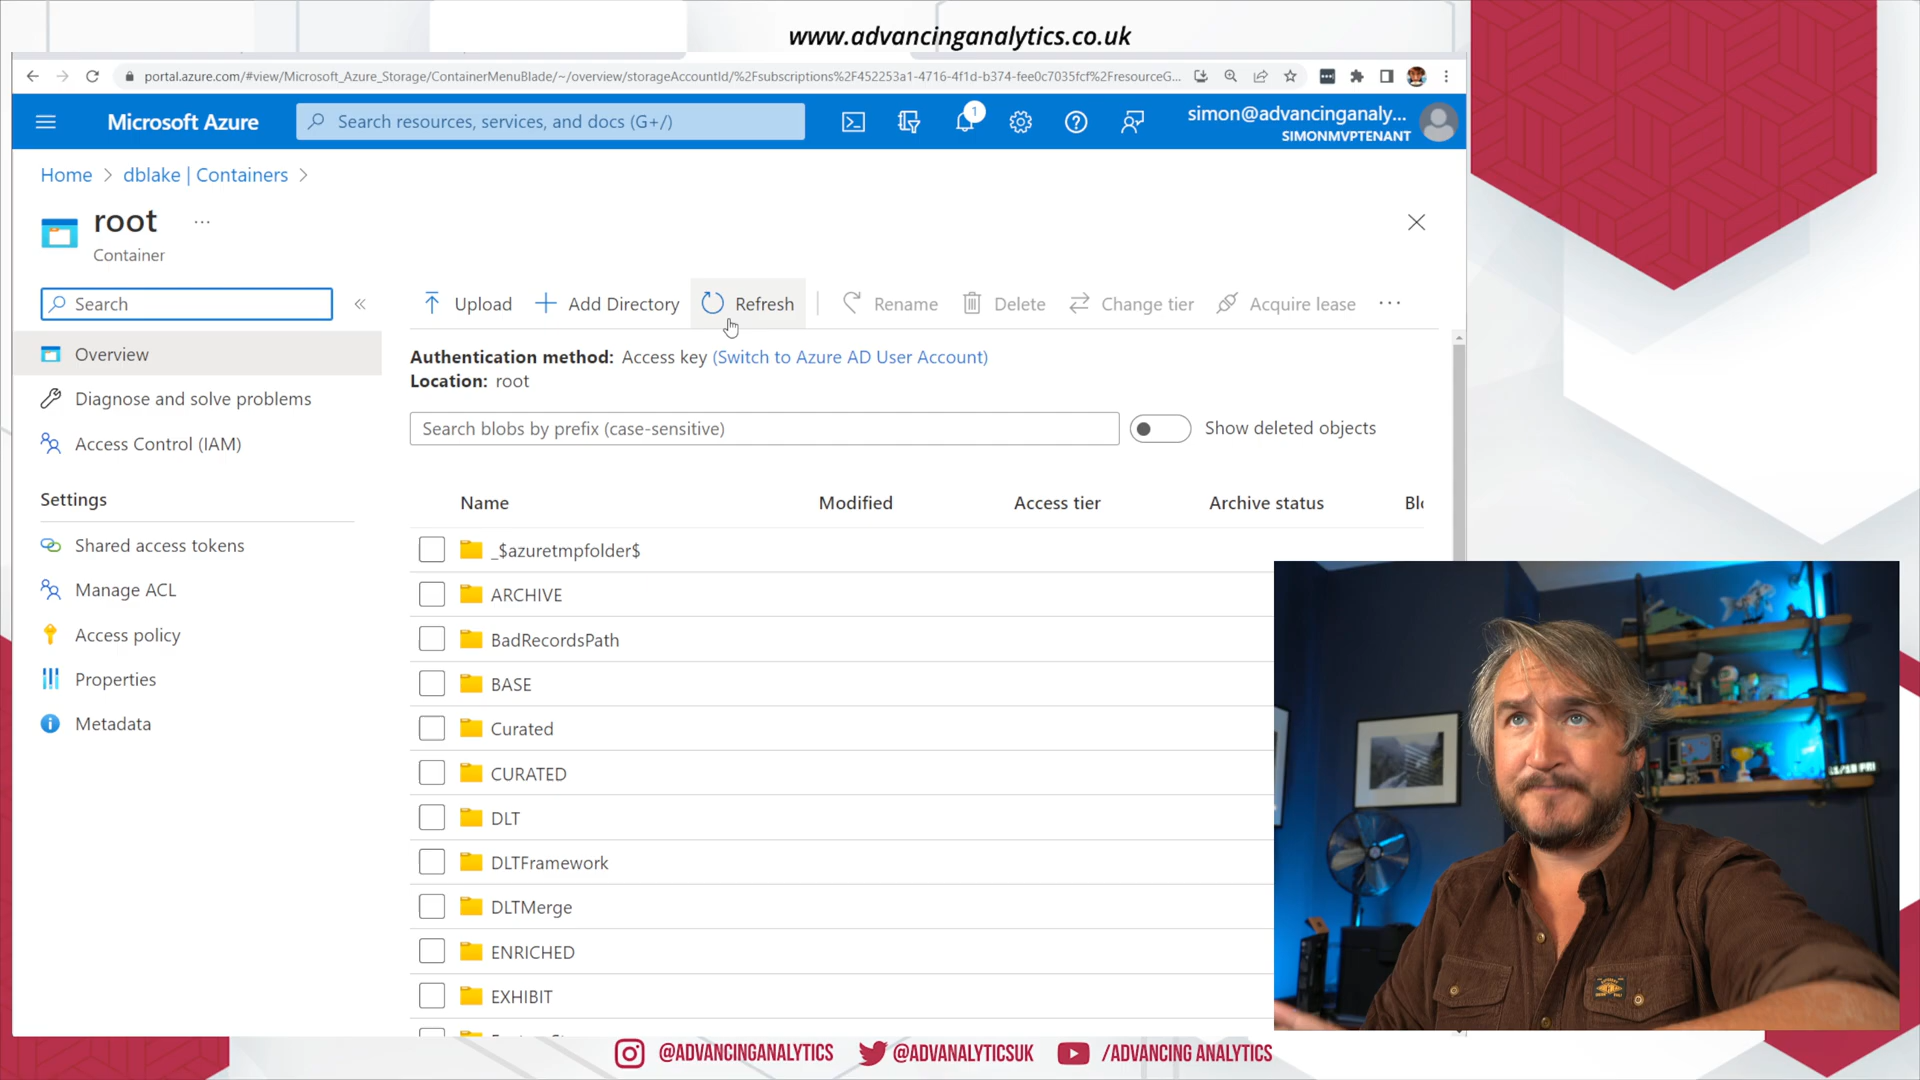 www.advancinganalytics.co.uk
portal.azure.com/#view/Microsoft_Azure_Storage/ContainerMenuBlade/~/overview/storageAccountId/%2Fsubscriptions%2F452253a1-4716-4f1d-b374-fee0c7035fcf%2FresourceG...
Microsoft Azure
Search resources, services, and docs (G+/)
1
simon@advancinganaly...
SIMONMVPTENANT
Home > dblake | Containers >
root ...
Container
Search
Upload
Add Directory
Refresh
Rename
Delete
Change tier
Acquire lease
Overview
Diagnose and solve problems
Access Control (IAM)
Settings
Shared access tokens
Manage ACL
Access policy
Properties
Metadata
Authentication method: Access key (Switch to Azure AD User Account)
Location: root
Search blobs by prefix (case-sensitive)
Show deleted objects
Name Modified Access tier Archive status
_$azuretmpfolder$
ARCHIVE
BadRecordsPath
BASE
Curated
CURATED
DLT
DLTFramework
DLTMerge
ENRICHED
EXHIBIT
@ADVANCINGANALYTICS @ADVANALYTICSUK /ADVANCING ANALYTICS